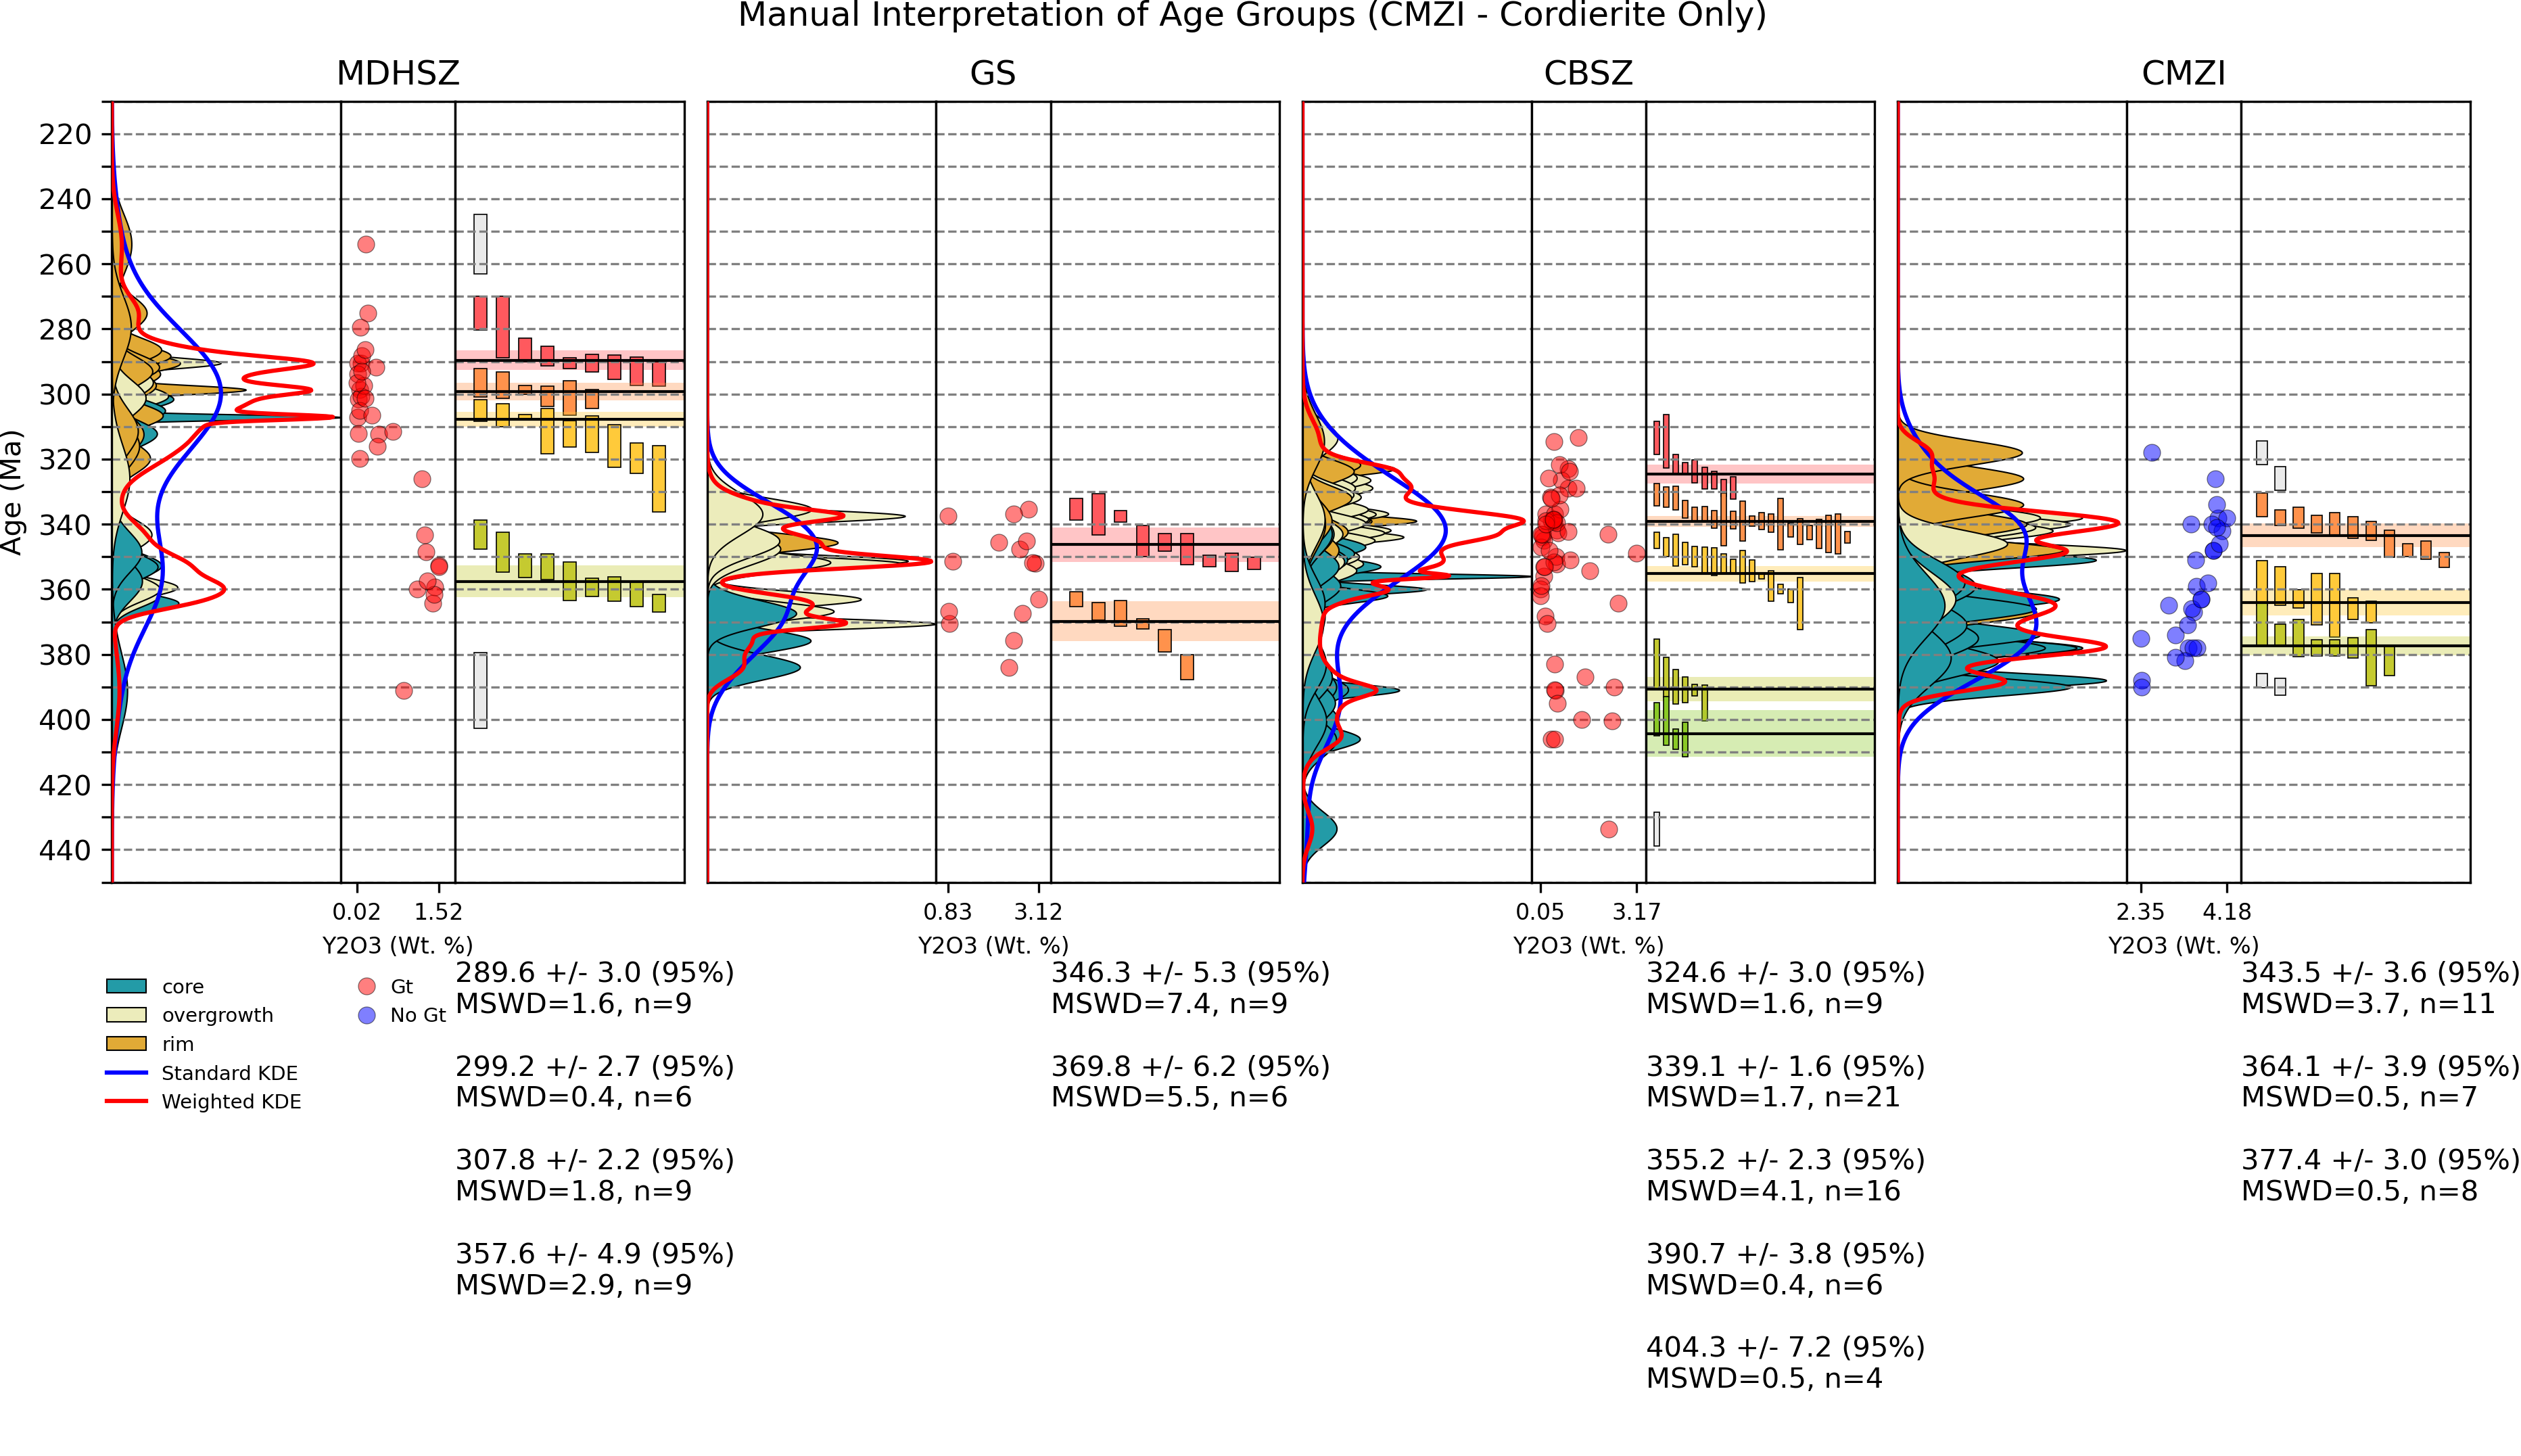 Manual Interpretation of Age Groups (CMZI - Cordierite Only)
MDHSZ
GS
CBSZ
CMZI
Age (Ma)
220
240
260
280
300
320
340
360
380
400
420
440
0.02 1.52
Y2O3 (Wt. %)
0.83 3.12
Y2O3 (Wt. %)
0.05 3.17
Y2O3 (Wt. %)
2.35 4.18
Y2O3 (Wt. %)
core
overgrowth
rim
Standard KDE
Weighted KDE
Gt
No Gt
289.6 +/- 3.0 (95%)
MSWD=1.6, n=9
299.2 +/- 2.7 (95%)
MSWD=0.4, n=6
307.8 +/- 2.2 (95%)
MSWD=1.8, n=9
357.6 +/- 4.9 (95%)
MSWD=2.9, n=9
346.3 +/- 5.3 (95%)
MSWD=7.4, n=9
369.8 +/- 6.2 (95%)
MSWD=5.5, n=6
324.6 +/- 3.0 (95%)
MSWD=1.6, n=9
339.1 +/- 1.6 (95%)
MSWD=1.7, n=21
355.2 +/- 2.3 (95%)
MSWD=4.1, n=16
390.7 +/- 3.8 (95%)
MSWD=0.4, n=6
404.3 +/- 7.2 (95%)
MSWD=0.5, n=4
343.5 +/- 3.6 (95%)
MSWD=3.7, n=11
364.1 +/- 3.9 (95%)
MSWD=0.5, n=7
377.4 +/- 3.0 (95%)
MSWD=0.5, n=8